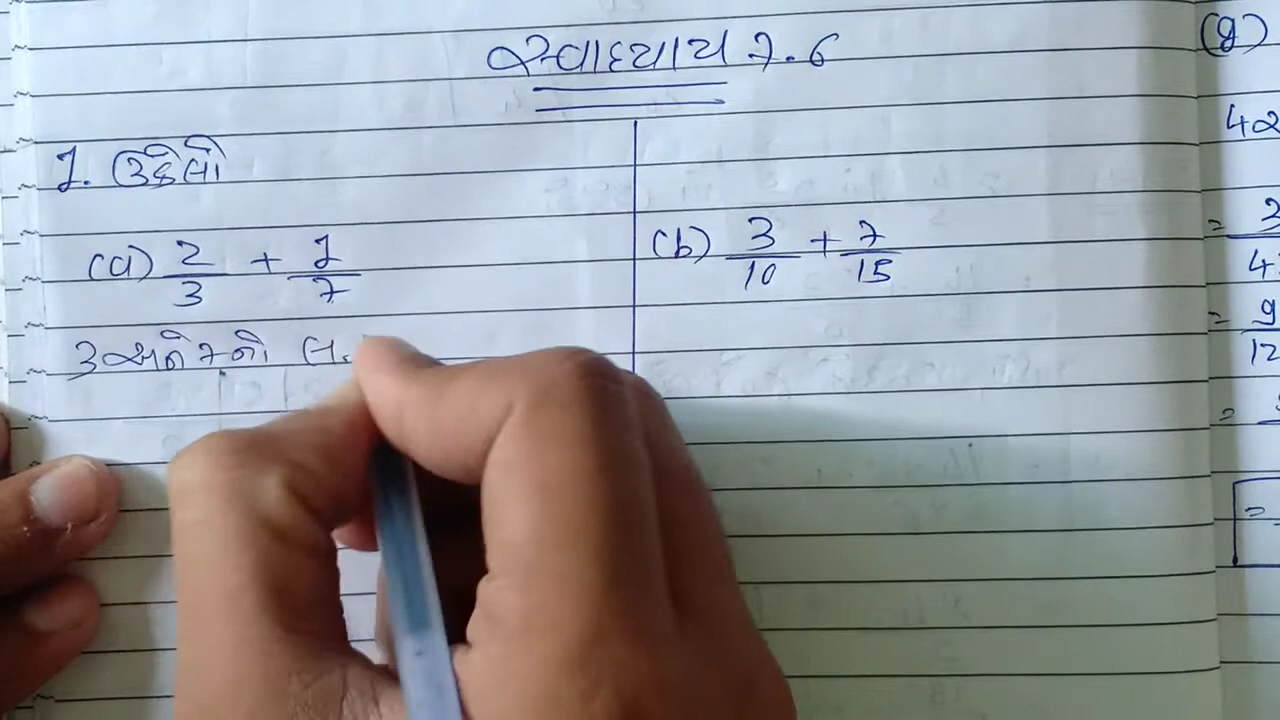 સ્વાધ્યાય 7.6
1. ઉકેલો
(a) 2/3 + 1/7
3 અને 7 નો લ.
(b) 3/10 + 7/15
(g)